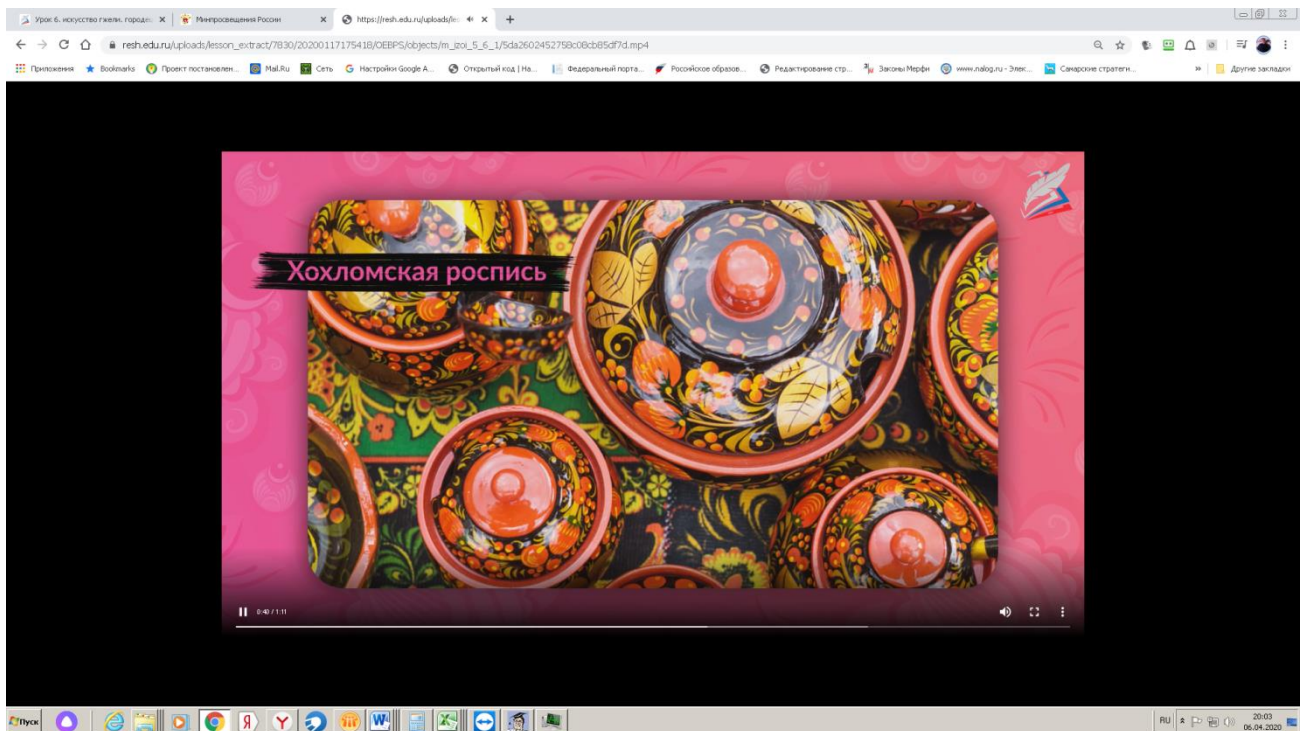 Урок 6. искусство гжели, городе
Минпросвещения России
https://resh.edu.ru/uploads/les
resh.edu.ru/uploads/lesson_extract/7830/20200117175418/OEBPS/objects/m_izoi_5_6_1/5da2602452758c08cb85df7d.mp4
Приложения
Bookmarks
Проект постановлен...
Mail.Ru
Сеть
Настройки Google A...
Открытый код | На...
Федеральный порта...
Российское образов...
Редактирование стр...
Законы Мерфи
www.nalog.ru - Элек...
Самарские стратеги...
»
Другие закладки
Хохломская роспись
0:40 / 1:11
Пуск
RU
20:03
06.04.2020